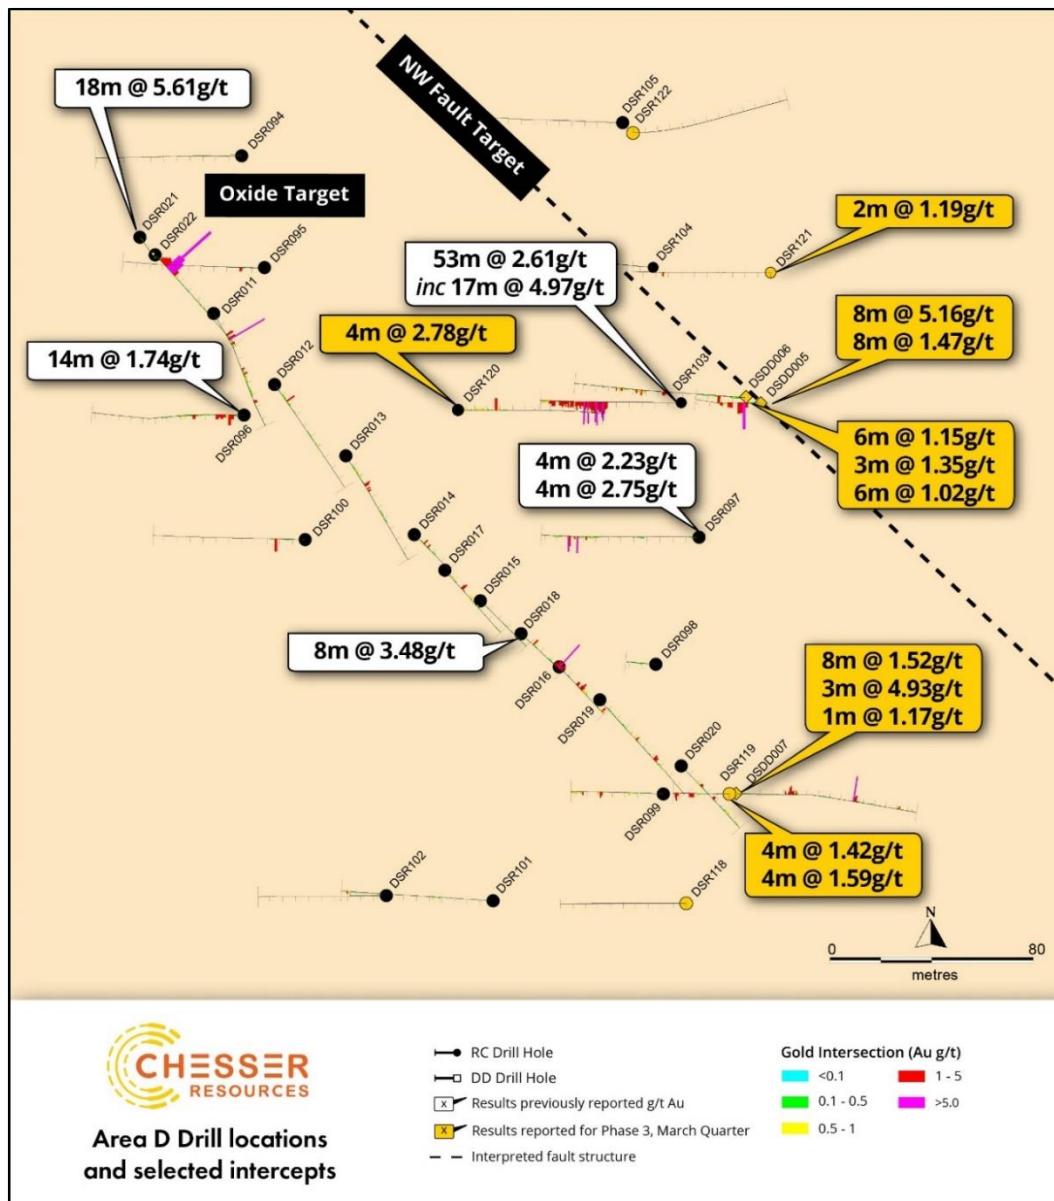 18m @ 5.61g/t
NW Fault Target
DSR105
DSR122
DSR094
Oxide Target
DSR021
DSR022
DSR095
DSR011
DSR104
DSR121
2m @ 1.19g/t
53m @ 2.61g/t
inc 17m @ 4.97g/t
4m @ 2.78g/t
8m @ 5.16g/t
8m @ 1.47g/t
14m @ 1.74g/t
DSR012
DSR120
DSR103
DSDD006
DSDD005
DSR096
DSR013
6m @ 1.15g/t
3m @ 1.35g/t
6m @ 1.02g/t
4m @ 2.23g/t
4m @ 2.75g/t
DSR097
DSR100
DSR014
DSR017
DSR015
DSR018
8m @ 3.48g/t
DSR016
DSR098
DSR019
8m @ 1.52g/t
3m @ 4.93g/t
1m @ 1.17g/t
DSR020
DSR119
DSDD007
DSR099
4m @ 1.42g/t
4m @ 1.59g/t
DSR102
DSR101
DSR118
N
0 80
metres
CHESSER
RESOURCES
Area D Drill locations
and selected intercepts
RC Drill Hole
DD Drill Hole
X Results previously reported g/t Au
X Results reported for Phase 3, March Quarter
Interpreted fault structure
Gold Intersection (Au g/t)
<0.1
0.1 - 0.5
0.5 - 1
1 - 5
>5.0